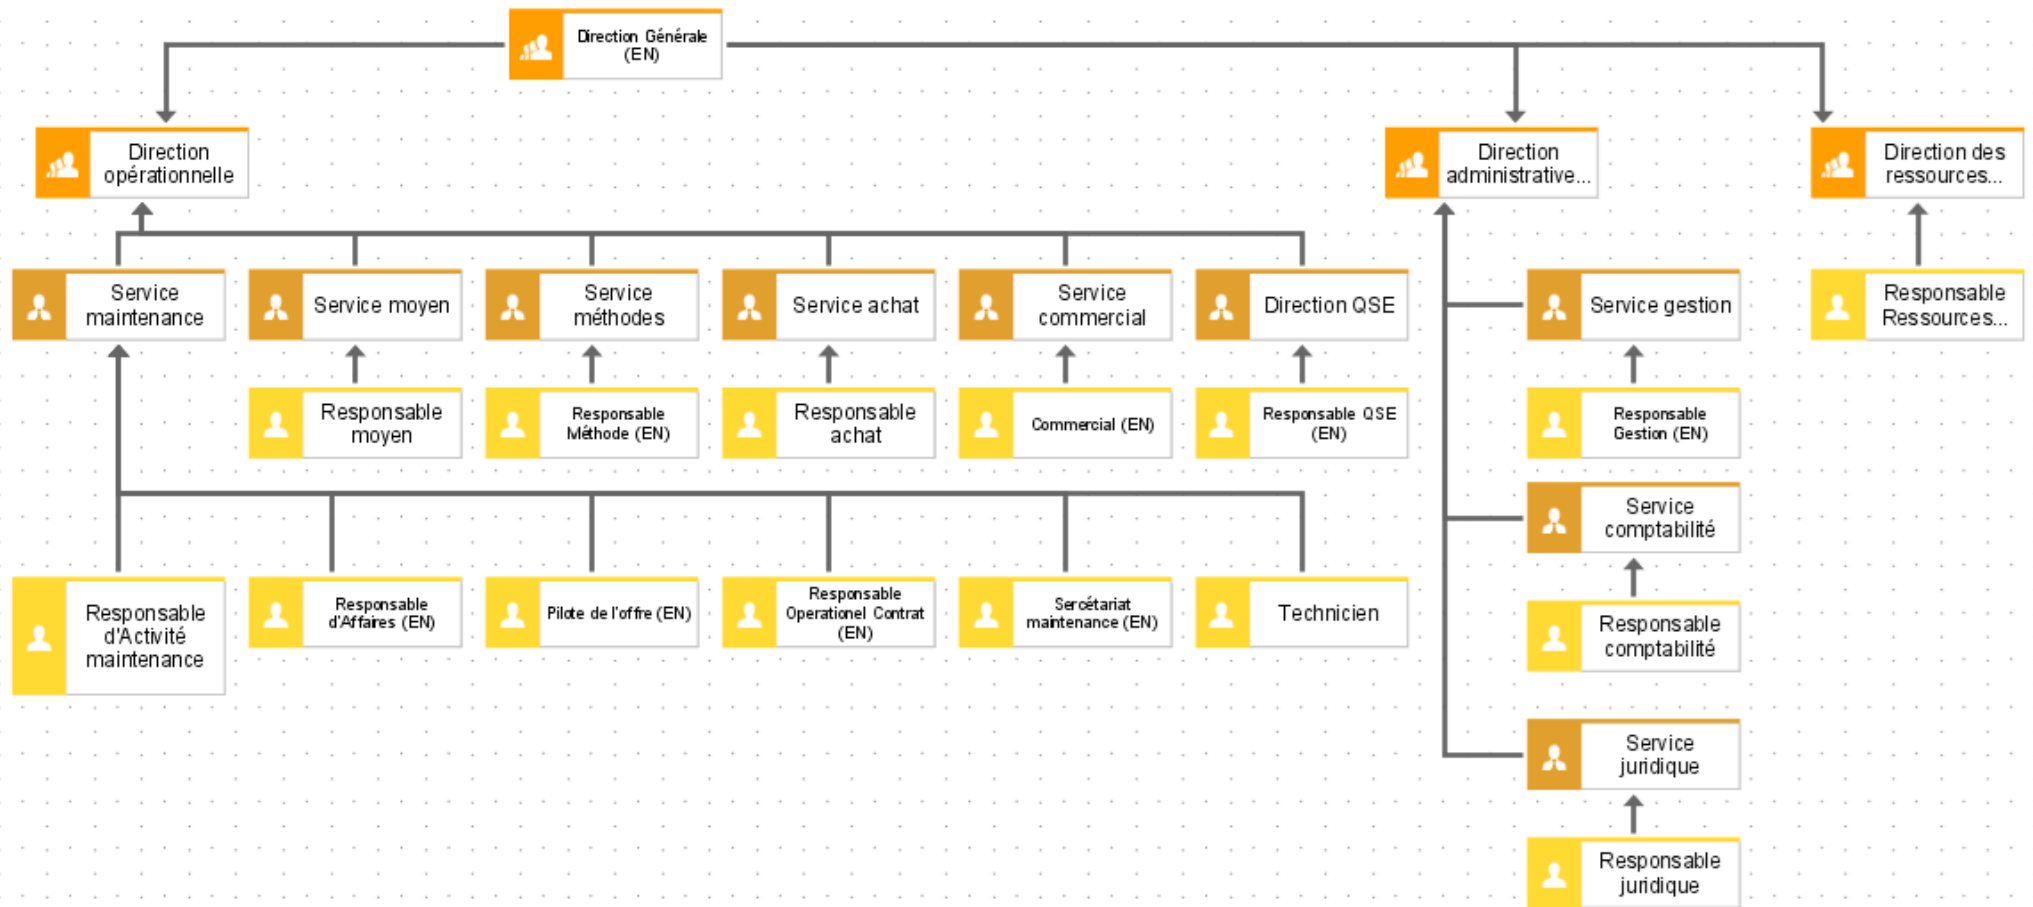 Direction Générale
(EN)
Direction
opérationnelle
Direction
administrative...
Direction des
ressources...
Service
maintenance
Service moyen
Service
méthodes
Service achat
Service
commercial
Direction QSE
Service gestion
Responsable
Ressources...
Responsable
moyen
Responsable
Méthode (EN)
Responsable
achat
Commercial (EN)
Responsable QSE
(EN)
Responsable
Gestion (EN)
Service
comptabilité
Responsable
d'Activité
maintenance
Responsable
d'Affaires (EN)
Pilote de l'offre (EN)
Responsable
Operationel Contrat
(EN)
Sercétariat
maintenance (EN)
Technicien
Responsable
comptabilité
Service
juridique
Responsable
juridique